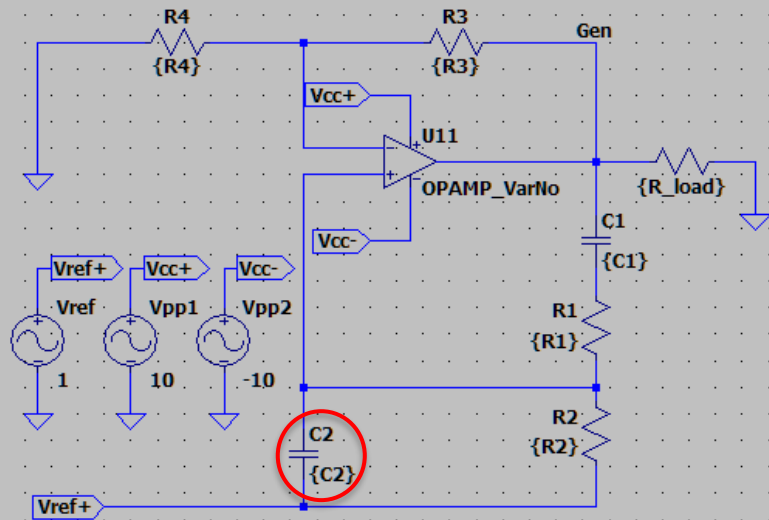 R4
{R4}
R3
{R3}
Gen
Vcc+
U11
OPAMP_VarNo
Vcc-
{R_load}
C1
{C1}
Vref+
Vcc+
Vcc-
Vref
Vpp1
Vpp2
R1
{R1}
1
10
-10
R2
{R2}
C2
{C2}
Vref+